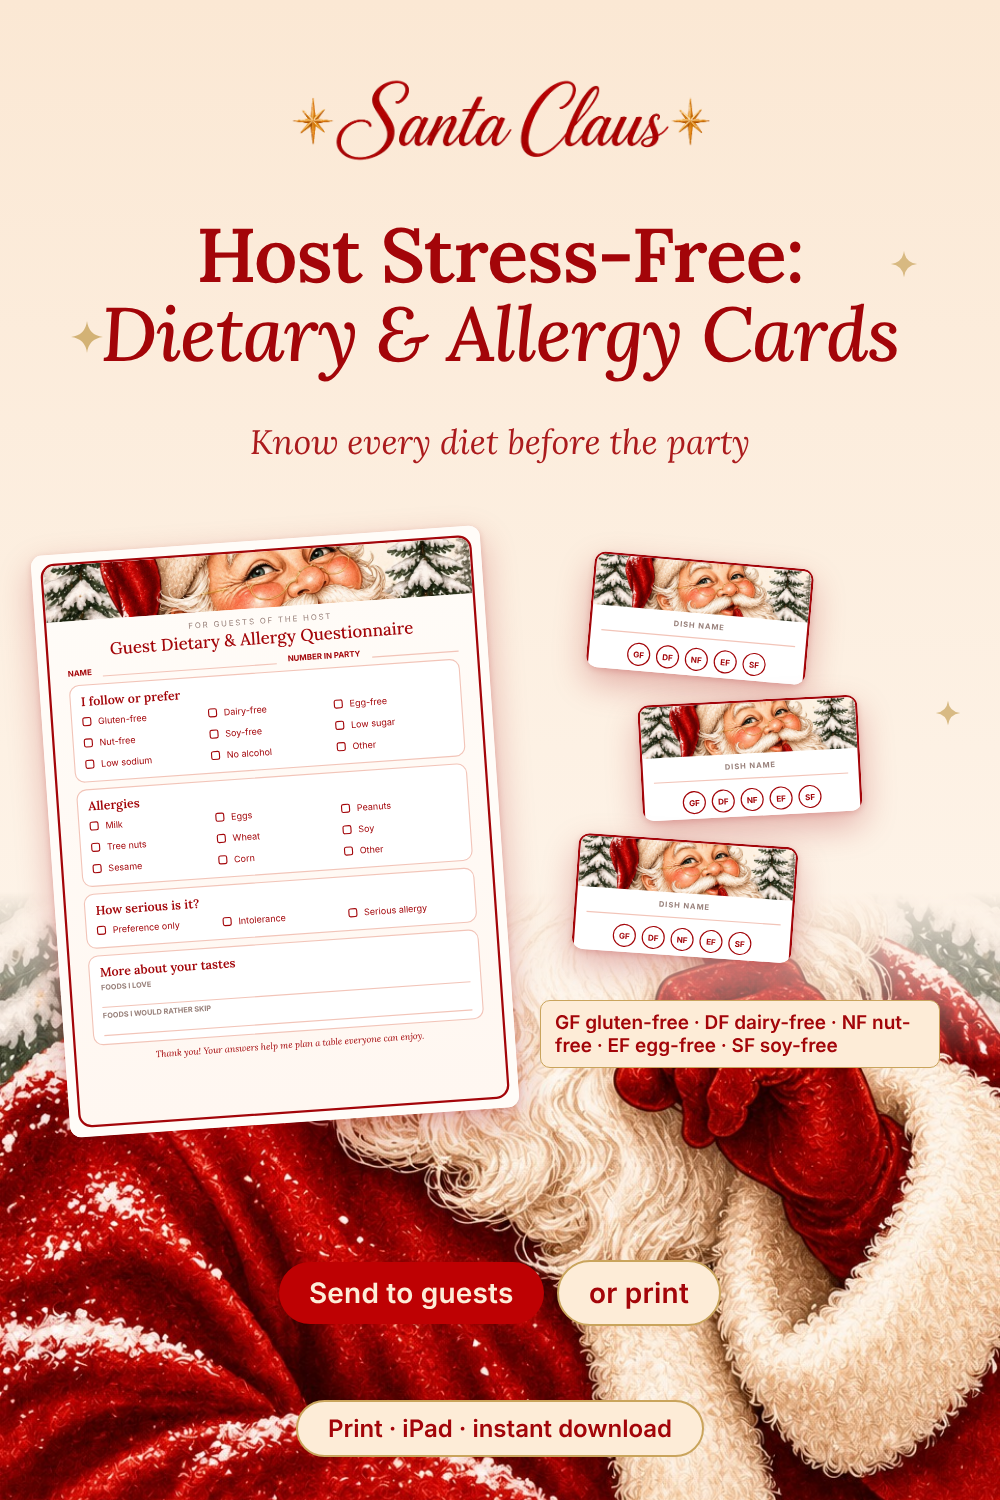 Santa Claus
Host Stress-Free:
Dietary & Allergy Cards
Know every diet before the party
FOR GUESTS OF THE HOST
Guest Dietary & Allergy Questionnaire
NAME
NUMBER IN PARTY
I follow or prefer
Gluten-free
Dairy-free
Egg-free
Nut-free
Soy-free
Low sugar
Low sodium
No alcohol
Other
Allergies
Milk
Eggs
Peanuts
Tree nuts
Wheat
Soy
Sesame
Corn
Other
How serious is it?
Preference only
Intolerance
Serious allergy
More about your tastes
FOODS I LOVE
FOODS I WOULD RATHER SKIP
Thank you! Your answers help me plan a table everyone can enjoy.
DISH NAME
GF DF NF EF SF
DISH NAME
GF DF NF EF SF
DISH NAME
GF DF NF EF SF
GF gluten-free · DF dairy-free · NF nut-
free · EF egg-free · SF soy-free
Send to guests
or print
Print · iPad · instant download